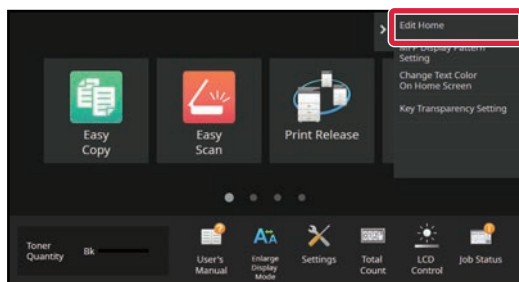 Edit Home
MFP Display Pattern
Setting
Change Text Color
On Home Screen
Key Transparency Setting
Easy
Copy
Easy
Scan
Print Release
Toner
Quantity
Bk
User's
Manual
Enlarge
Display
Mode
Settings
Total
Count
LCD
Control
Job Status